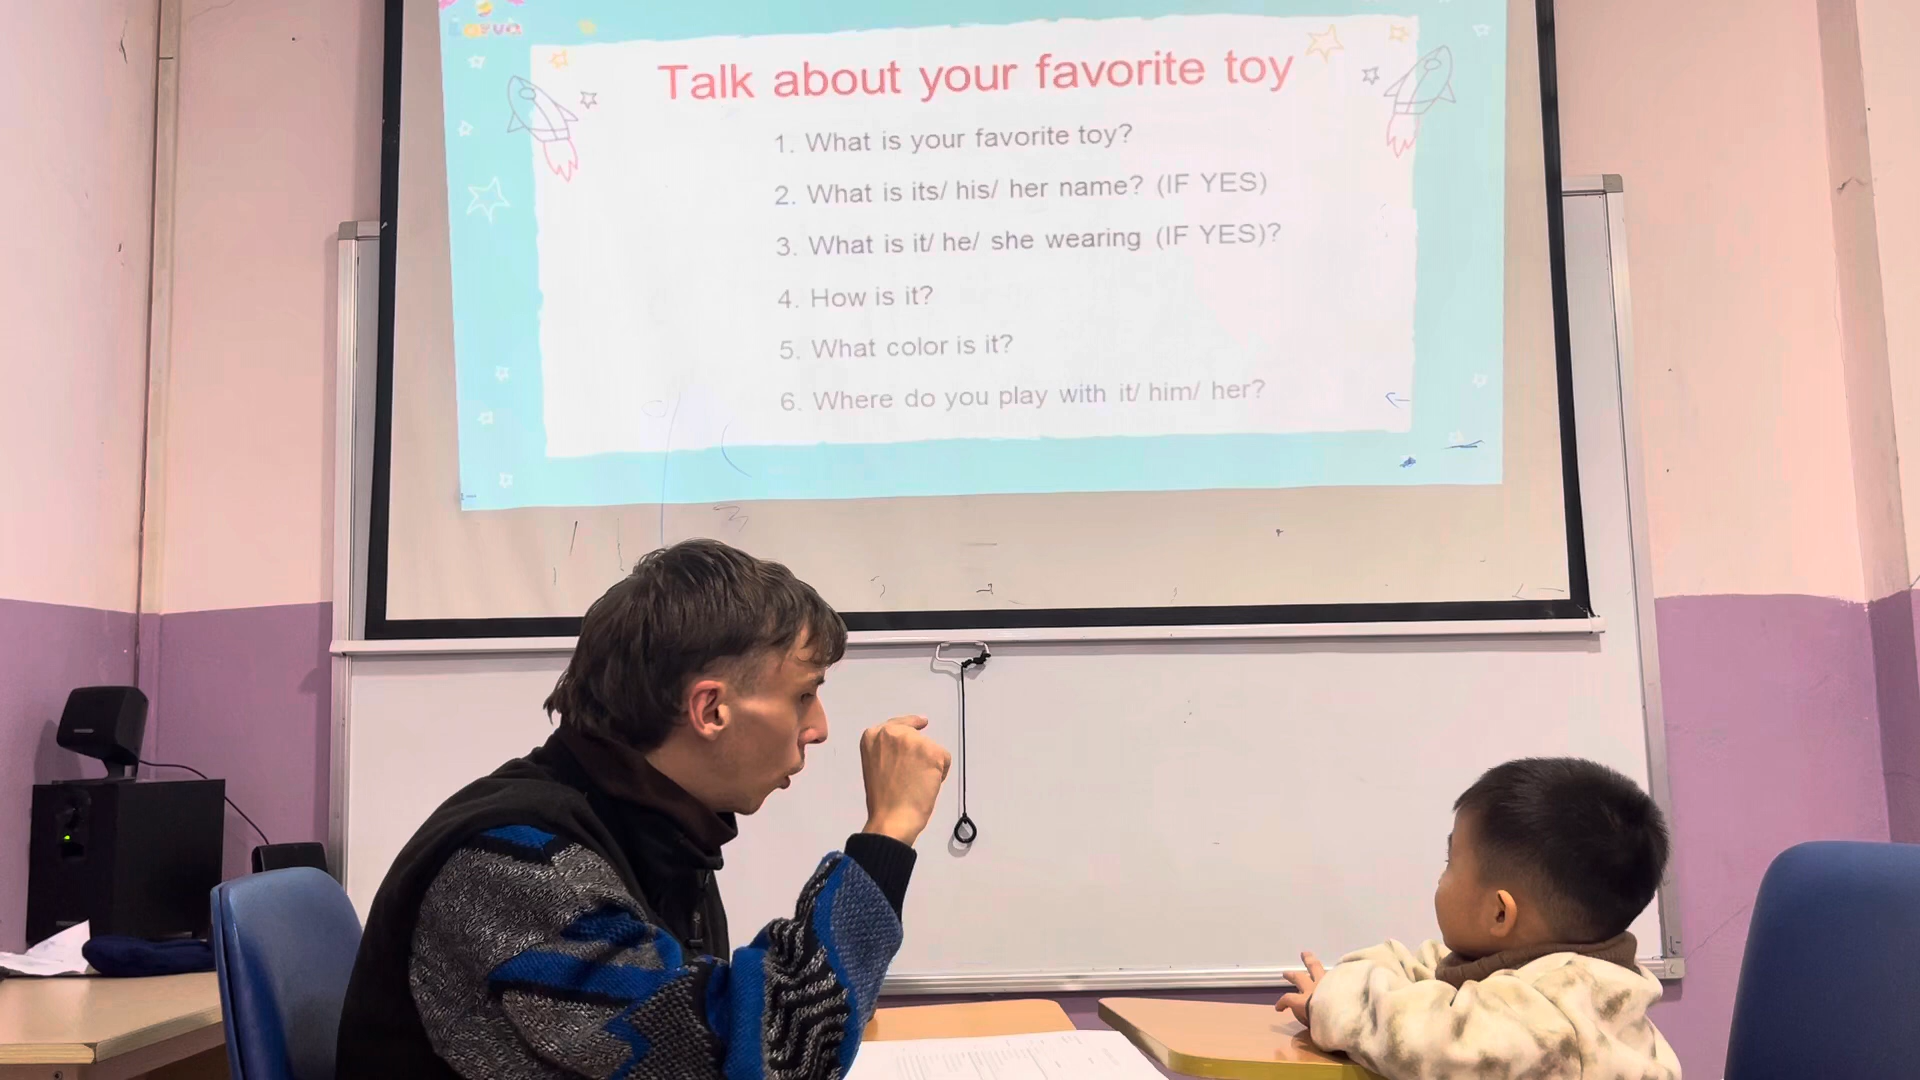 Talk about your favorite toy
1. What is your favorite toy?
2. What is its/ his/ her name? (IF YES)
3. What is it/ he/ she wearing (IF YES)?
4. How is it?
5. What color is it?
6. Where do you play with it/ him/ her?